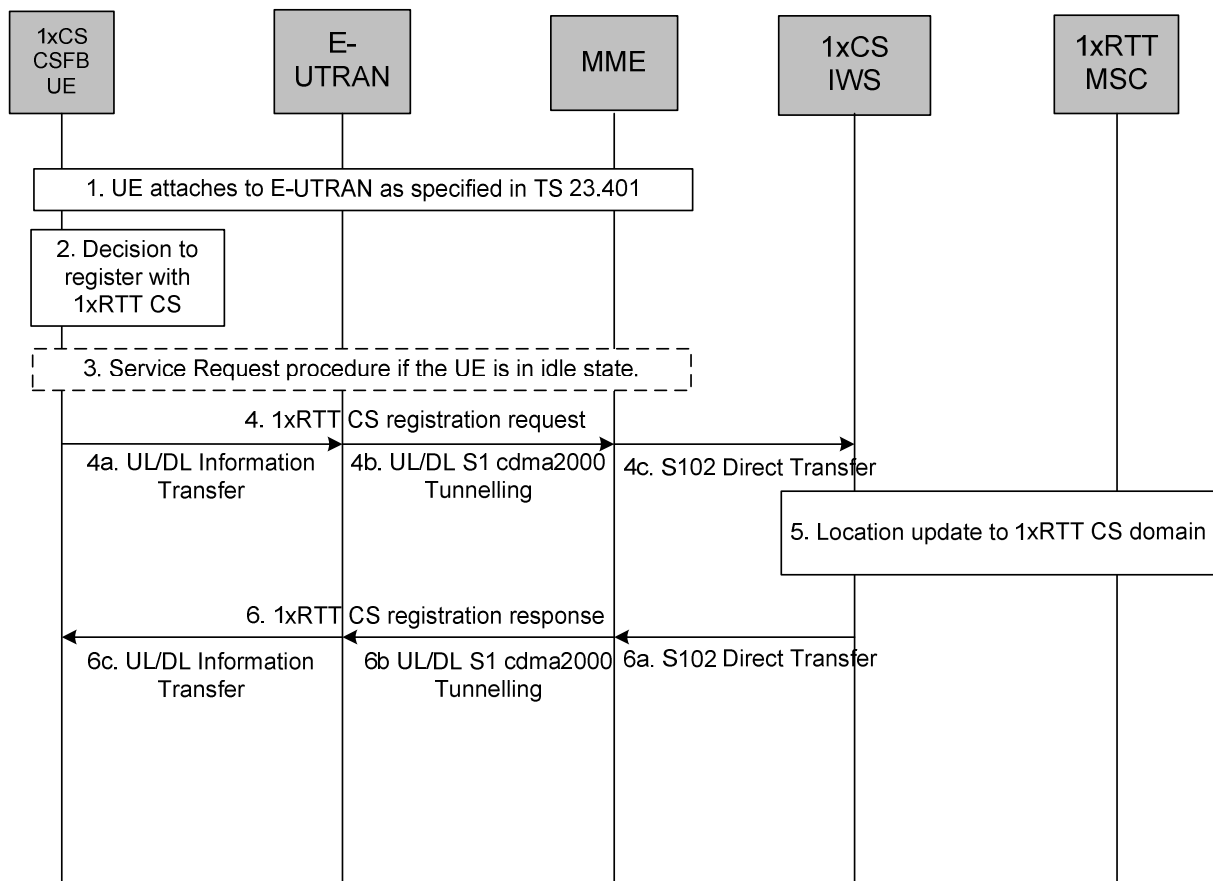 1xCS
CSFB
UE
E-
UTRAN
MME
1xCS
IWS
1xRTT
MSC
1. UE attaches to E-UTRAN as specified in TS 23.401
2. Decision to
register with
1xRTT CS
3. Service Request procedure if the UE is in idle state.
4. 1xRTT CS registration request
4a. UL/DL Information
Transfer
4b. UL/DL S1 cdma2000
Tunnelling
4c. S102 Direct Transfer
5. Location update to 1xRTT CS domain
6. 1xRTT CS registration response
6c. UL/DL Information
Transfer
6b UL/DL S1 cdma2000
Tunnelling
6a. S102 Direct Transfer